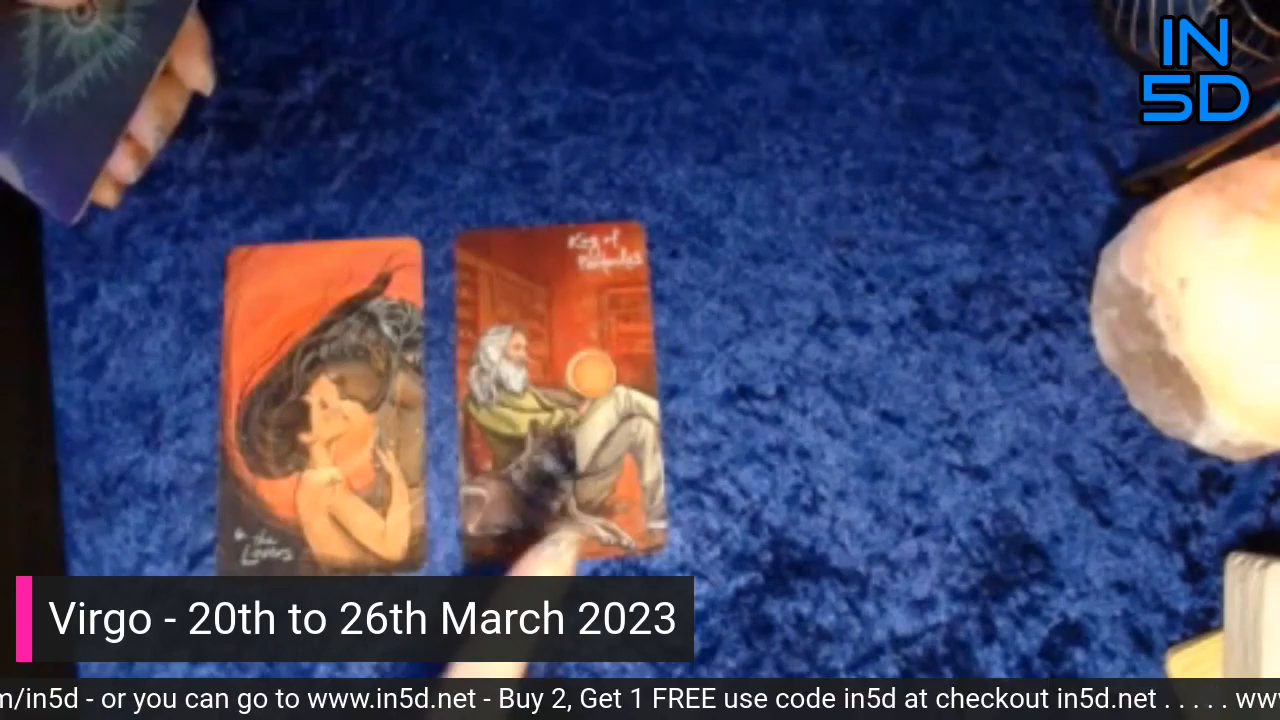 IN
5D
King of
Pentacles
the
Lovers
Virgo - 20th to 26th March 2023
m/in5d - or you can go to www.in5d.net - Buy 2, Get 1 FREE use code in5d at checkout in5d.net . . . . . ww